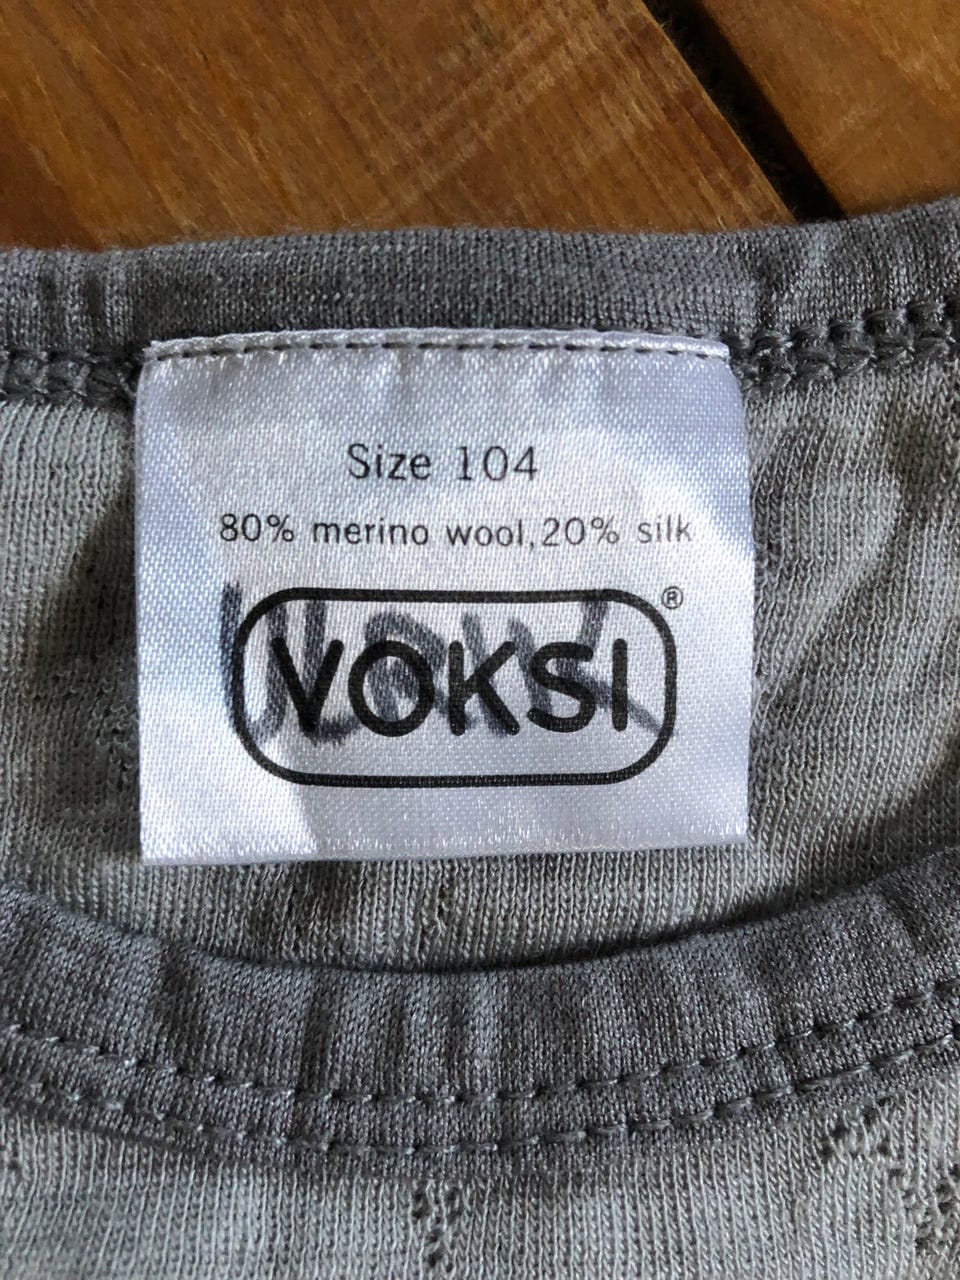 Size 104
80% merino wool,20% silk
VOKSI®